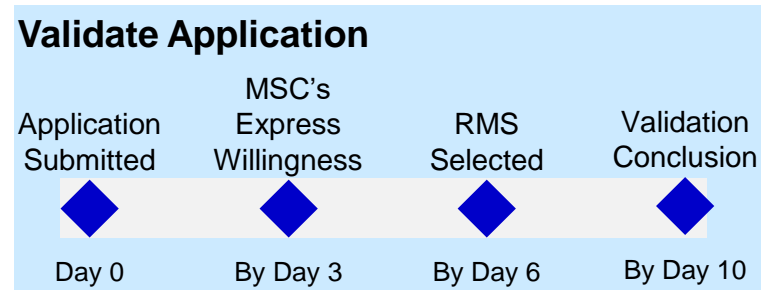 Validate Application
Application
Submitted
MSC's
Express
Willingness
RMS
Selected
Validation
Conclusion
Day 0
By Day 3
By Day 6
By Day 10